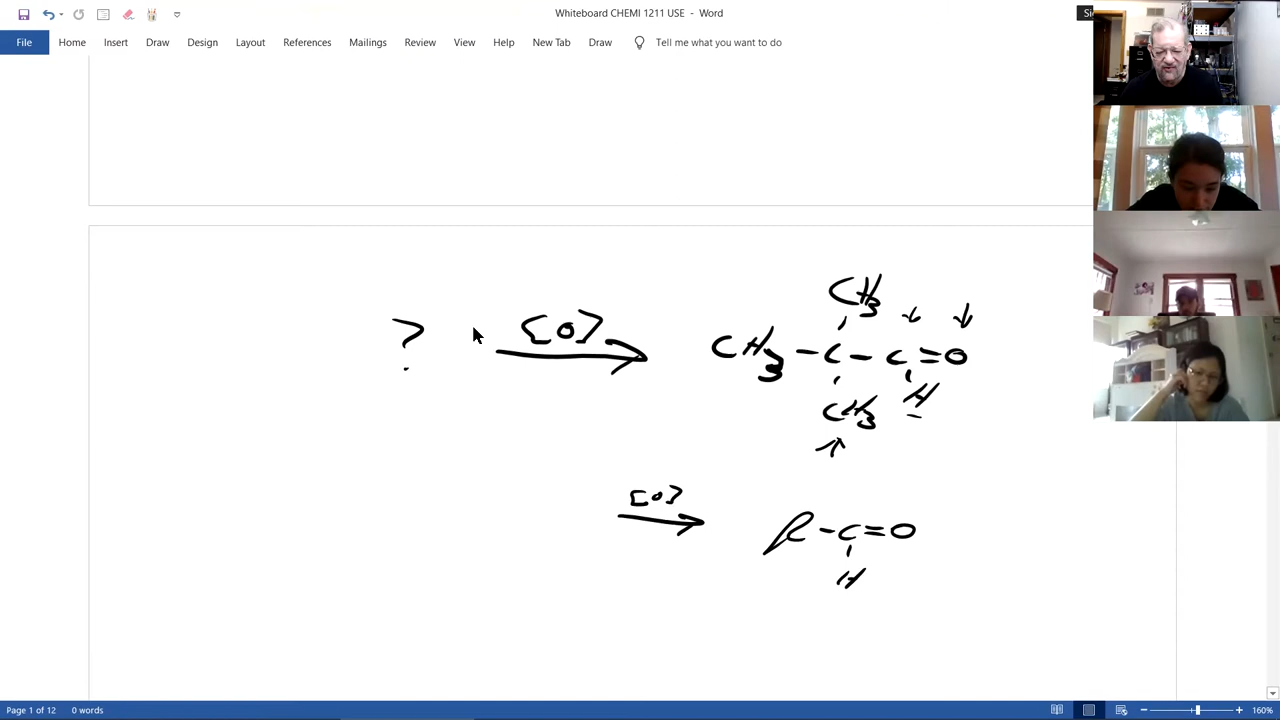 Whiteboard CHEMI 1211 USE - Word
File Home Insert Draw Design Layout References Mailings Review View Help New Tab Draw Tell me what you want to do
CH3
? [O] CH3-C-C=O
CH3 H
[O]
R-C=O
H
Page 1 of 12 0 words 160%